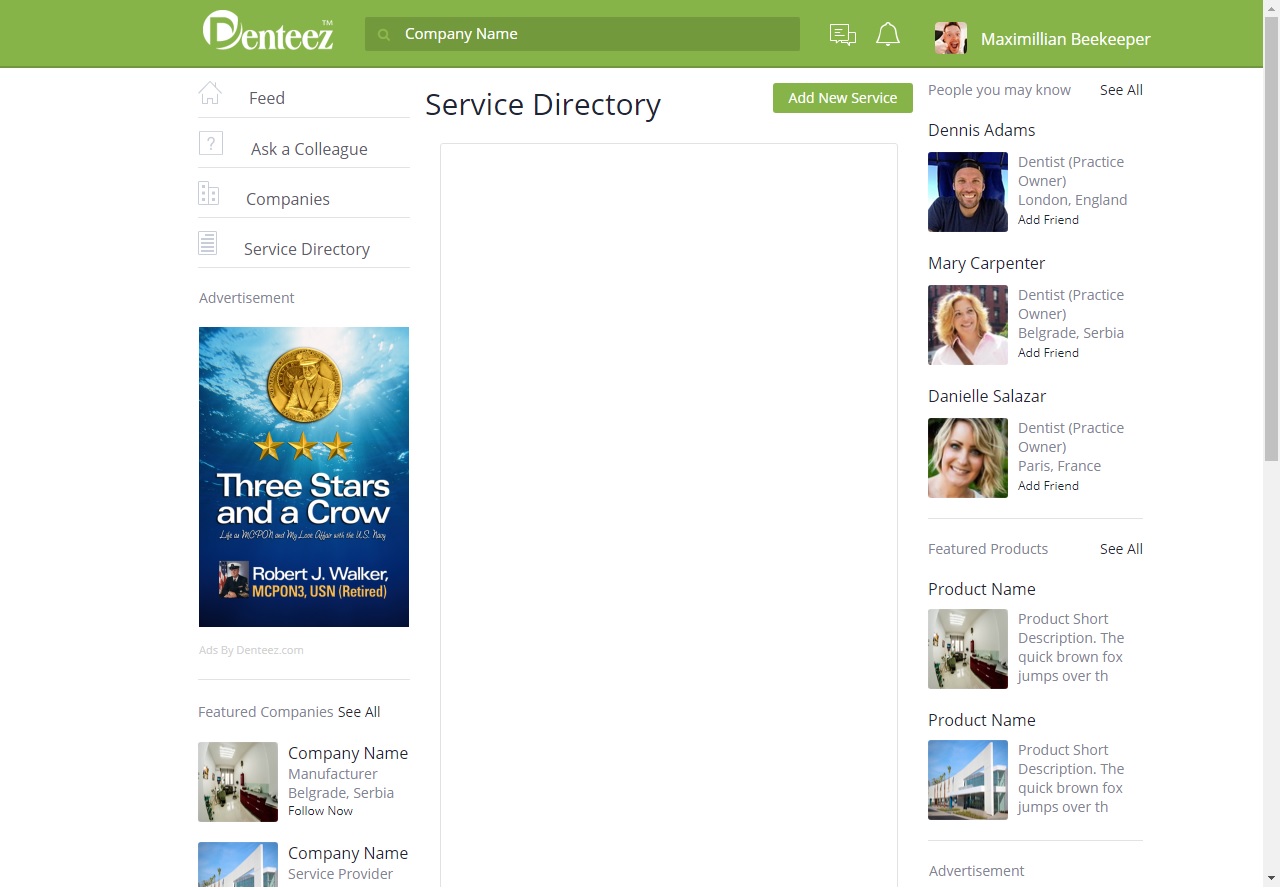 Denteez™
Company Name
Maximillian Beekeeper
Feed
Ask a Colleague
Companies
Service Directory
Advertisement
Three Stars
and a Crow
Life as MCPON and My Love Affair with the U.S. Navy
Robert J. Walker,
MCPON3, USN (Retired)
Ads By Denteez.com
Featured Companies See All
Company Name
Manufacturer
Belgrade, Serbia
Follow Now
Company Name
Service Provider
Service Directory
Add New Service
People you may know See All
Dennis Adams
Dentist (Practice
Owner)
London, England
Add Friend
Mary Carpenter
Dentist (Practice
Owner)
Belgrade, Serbia
Add Friend
Danielle Salazar
Dentist (Practice
Owner)
Paris, France
Add Friend
Featured Products See All
Product Name
Product Short
Description. The
quick brown fox
jumps over th
Product Name
Product Short
Description. The
quick brown fox
jumps over th
Advertisement